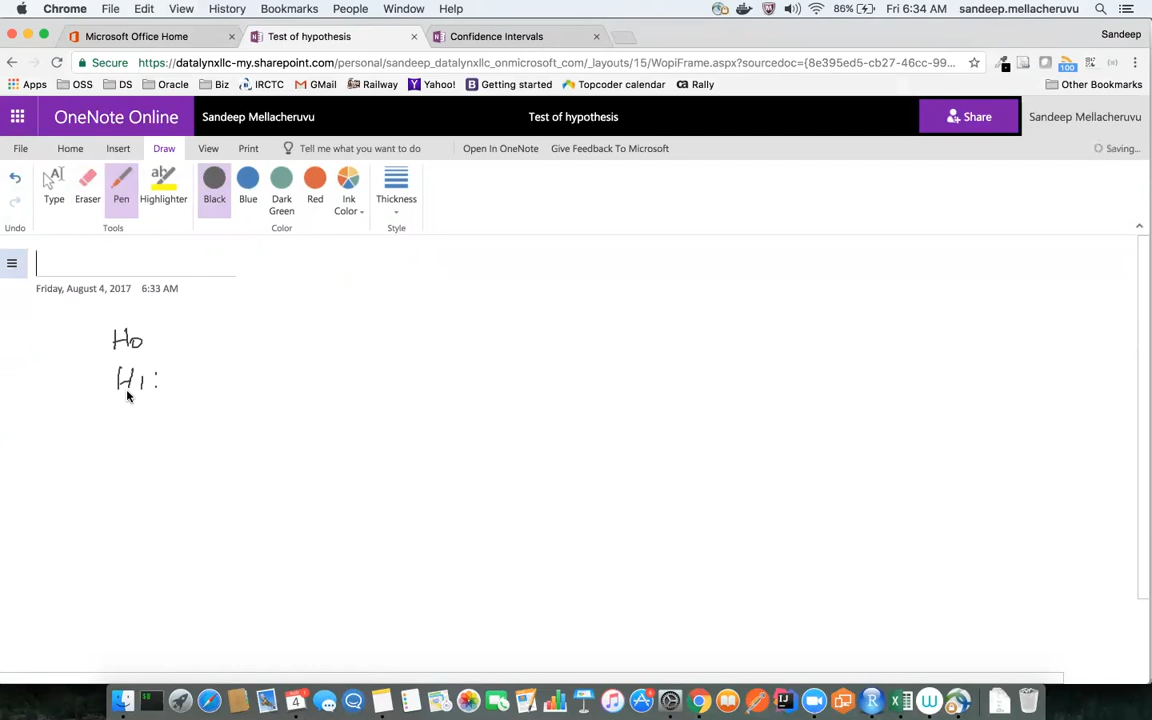 Chrome File Edit View History Bookmarks People Window Help 86% Fri 6:34 AM sandeep.mellacheruvu
Microsoft Office Home Test of hypothesis Confidence Intervals Sandeep
Secure https://datalynxllc-my.sharepoint.com/personal/sandeep_datalynxllc_onmicrosoft_com/_layouts/15/WopiFrame.aspx?sourcedoc={8e395ed5-cb27-46cc-99... 100
Apps OSS DS Oracle Biz IRCTC GMail Railway Yahoo! Getting started Topcoder calendar Rally Other Bookmarks
OneNote Online Sandeep Mellacheruvu Test of hypothesis Share Sandeep Mellacheruvu
File Home Insert Draw View Print Tell me what you want to do Open In OneNote Give Feedback To Microsoft Saving...
Type Eraser Pen Highlighter Black Blue Dark Green Red Ink Color Thickness
Undo Tools Color Style
Friday, August 4, 2017 6:33 AM
H0
H1: